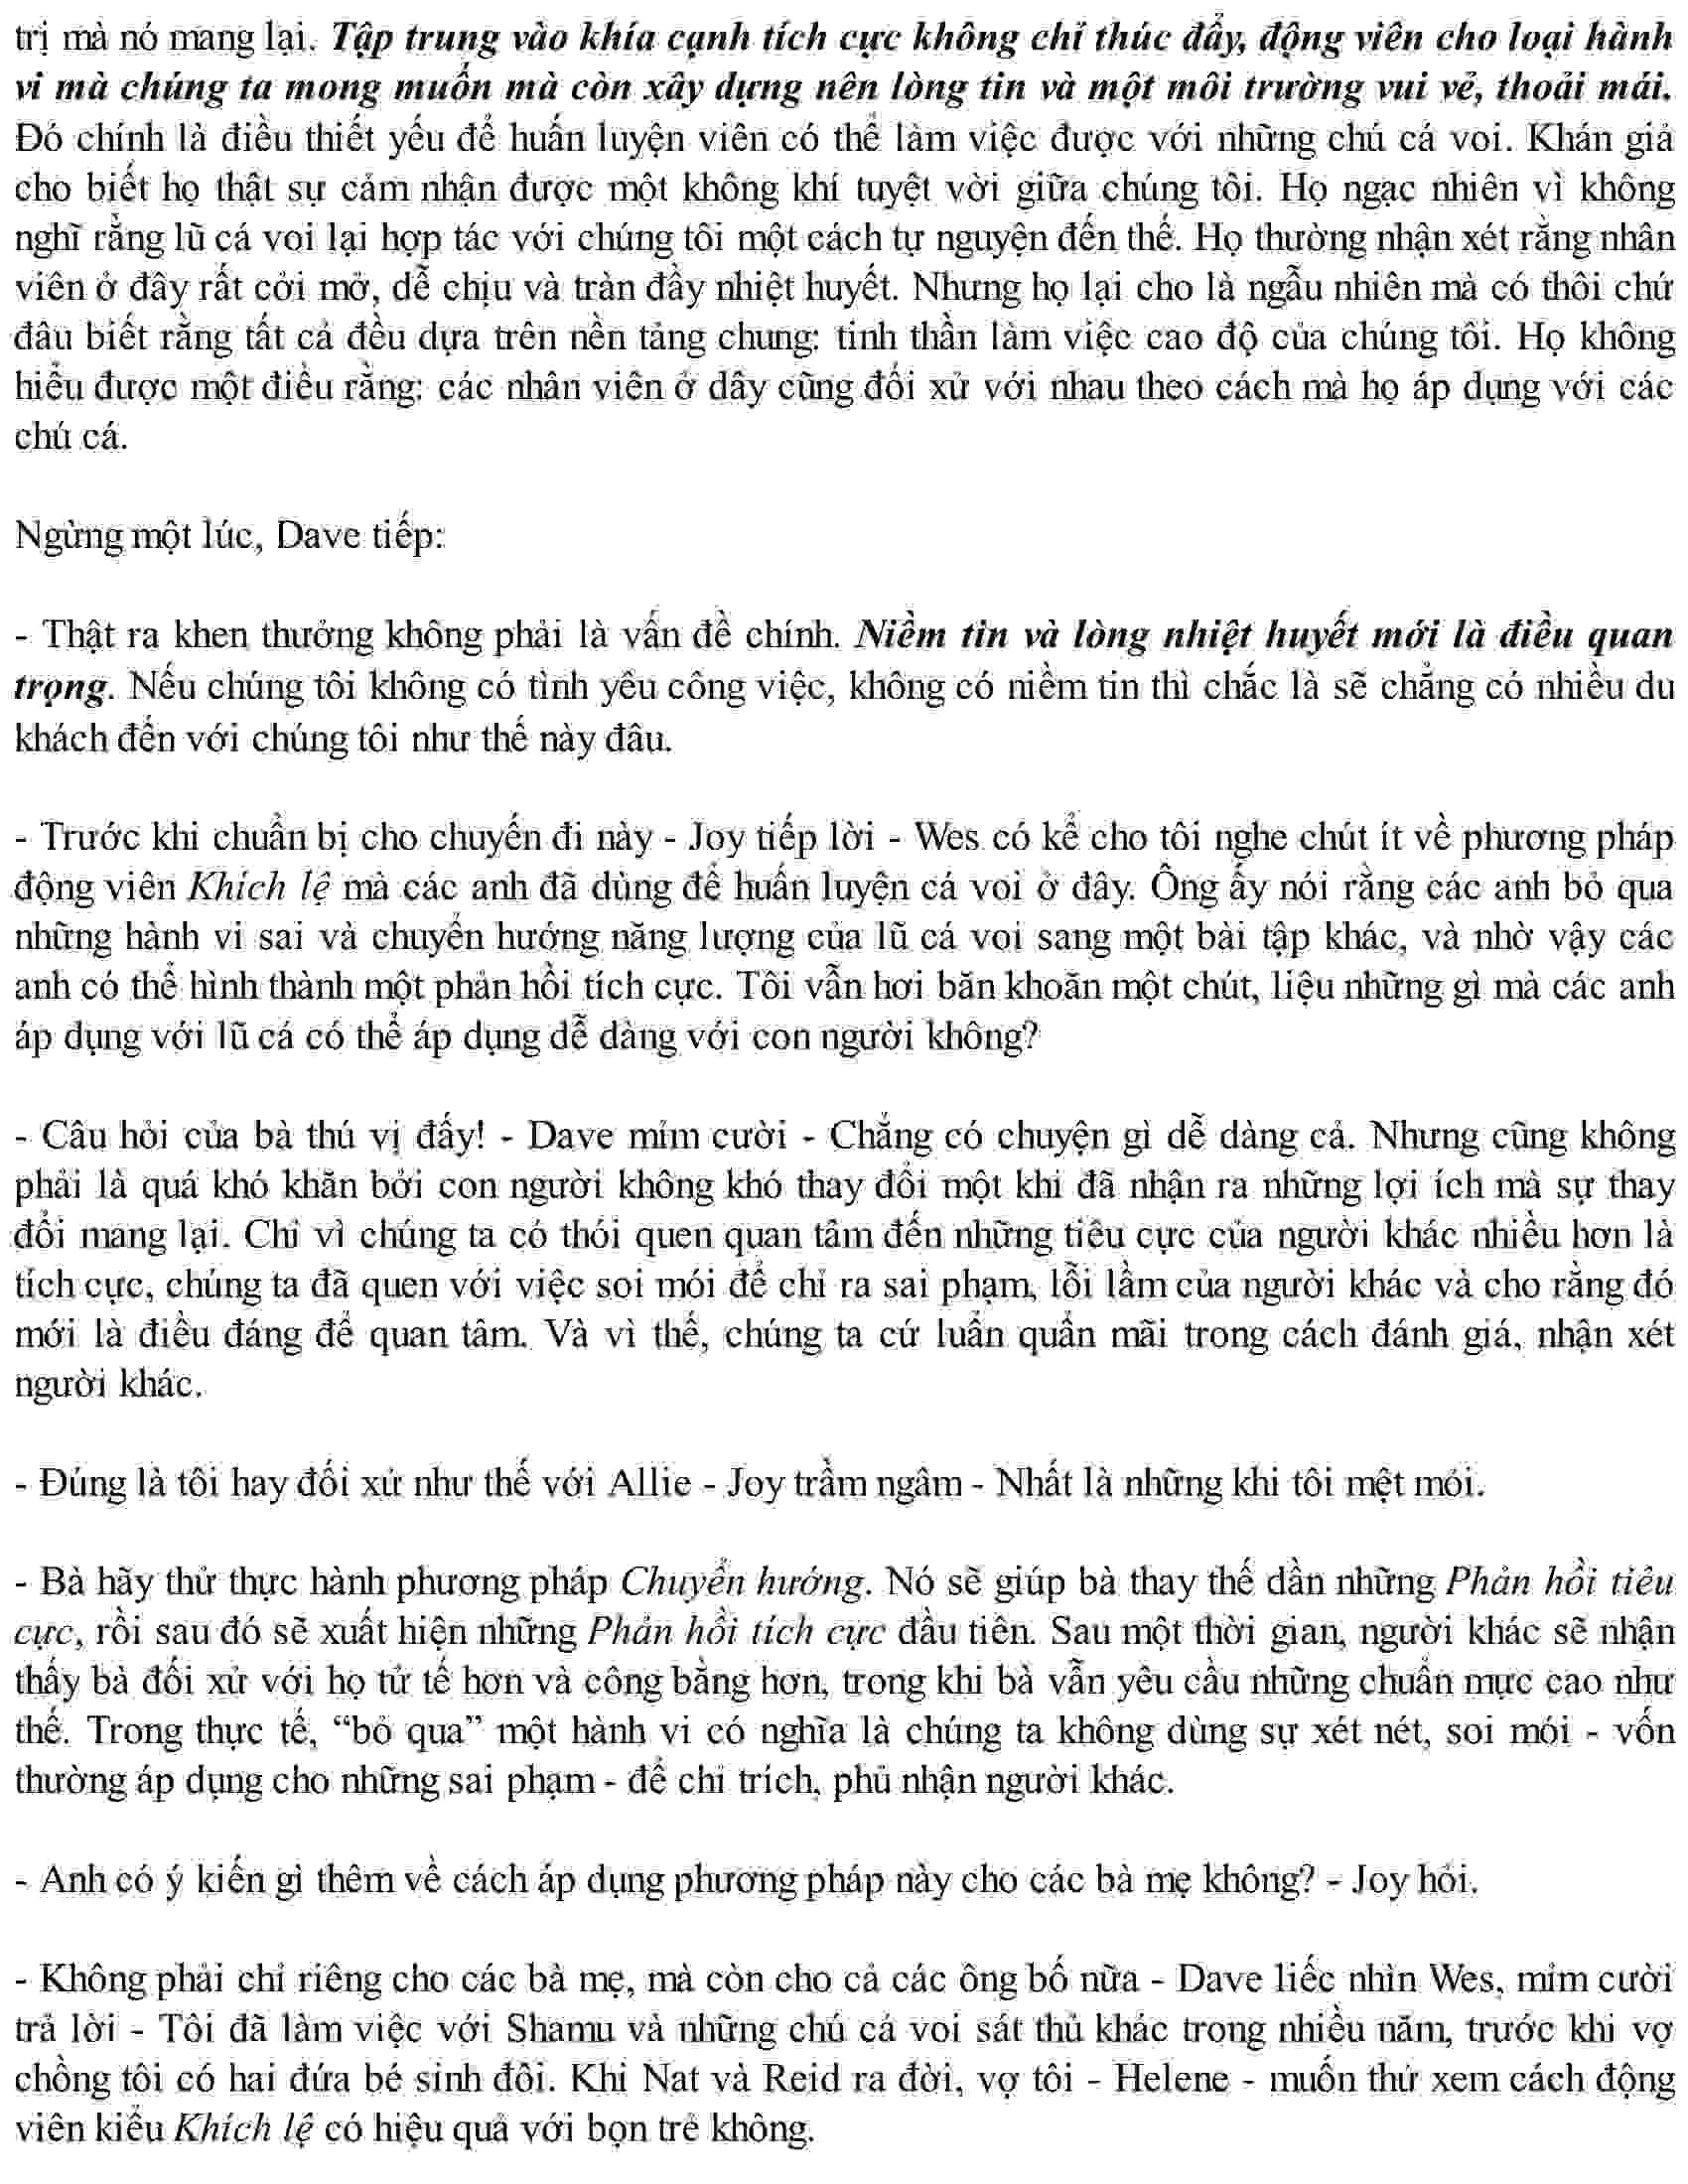 trị mà nó mang lại. Tập trung vào khía cạnh tích cực không chỉ thúc đẩy, động viên cho loại hành
vi mà chúng ta mong muốn mà còn xây dựng nên lòng tin và một môi trường vui vẻ, thoải mái.
Đó chính là điều thiết yếu để huấn luyện viên có thể làm việc được với những chú cá voi. Khán giả
cho biết họ thật sự cảm nhận được một không khí tuyệt vời giữa chúng tôi. Họ ngạc nhiên vì không
nghĩ rằng lũ cá voi lại hợp tác với chúng tôi một cách tự nguyện đến thế. Họ thường nhận xét rằng nhân
viên ở đây rất cởi mở, dễ chịu và tràn đầy nhiệt huyết. Nhưng họ lại cho là ngẫu nhiên mà có thôi chứ
đâu biết rằng tất cả đều dựa trên nền tảng chung: tinh thần làm việc cao độ của chúng tôi. Họ không
hiểu được một điều rằng: các nhân viên ở đây cũng đối xử với nhau theo cách mà họ áp dụng với các
chú cá.
Ngừng một lúc, Dave tiếp:
- Thật ra khen thưởng không phải là vấn đề chính. Niềm tin và lòng nhiệt huyết mới là điều quan
trọng. Nếu chúng tôi không có tình yêu công việc, không có niềm tin thì chắc là sẽ chẳng có nhiều du
khách đến với chúng tôi như thế này đâu.
- Trước khi chuẩn bị cho chuyến đi này - Joy tiếp lời - Wes có kể cho tôi nghe chút ít về phương pháp
động viên Khích lệ mà các anh đã dùng để huấn luyện cá voi ở đây. Ông ấy nói rằng các anh bỏ qua
những hành vi sai và chuyển hướng năng lượng của lũ cá voi sang một bài tập khác, và nhờ vậy các
anh có thể hình thành một phản hồi tích cực. Tôi vẫn hơi băn khoăn một chút, liệu những gì mà các anh
áp dụng với lũ cá có thể áp dụng dễ dàng với con người không?
- Câu hỏi của bà thú vị đấy! - Dave mỉm cười - Chẳng có chuyện gì dễ dàng cả. Nhưng cũng không
phải là quá khó khăn bởi con người không khó thay đổi một khi đã nhận ra những lợi ích mà sự thay
đổi mang lại. Chỉ vì chúng ta có thói quen quan tâm đến những tiêu cực của người khác nhiều hơn là
tích cực, chúng ta đã quen với việc soi mói để chỉ ra sai phạm, lỗi lầm của người khác và cho rằng đó
mới là điều đáng để quan tâm. Và vì thế, chúng ta cứ luẩn quẩn mãi trong cách đánh giá, nhận xét
người khác.
- Đúng là tôi hay đối xử như thế với Allie - Joy trầm ngâm - Nhất là những khi tôi mệt mỏi.
- Bà hãy thử thực hành phương pháp Chuyển hướng. Nó sẽ giúp bà thay thế dần những Phản hồi tiêu
cực, rồi sau đó sẽ xuất hiện những Phản hồi tích cực đầu tiên. Sau một thời gian, người khác sẽ nhận
thấy bà đối xử với họ tử tế hơn và công bằng hơn, trong khi bà vẫn yêu cầu những chuẩn mực cao như
thế. Trong thực tế, “bỏ qua” một hành vi có nghĩa là chúng ta không dùng sự xét nét, soi mói - vốn
thường áp dụng cho những sai phạm - để chỉ trích, phủ nhận người khác.
- Anh có ý kiến gì thêm về cách áp dụng phương pháp này cho các bà mẹ không? - Joy hỏi.
- Không phải chỉ riêng cho các bà mẹ, mà còn cho cả các ông bố nữa - Dave liếc nhìn Wes, mỉm cười
trả lời - Tôi đã làm việc với Shamu và những chú cá voi sát thủ khác trong nhiều năm, trước khi vợ
chồng tôi có hai đứa bé sinh đôi. Khi Nat và Reid ra đời, vợ tôi - Helene - muốn thử xem cách động
viên kiểu Khích lệ có hiệu quả với bọn trẻ không.